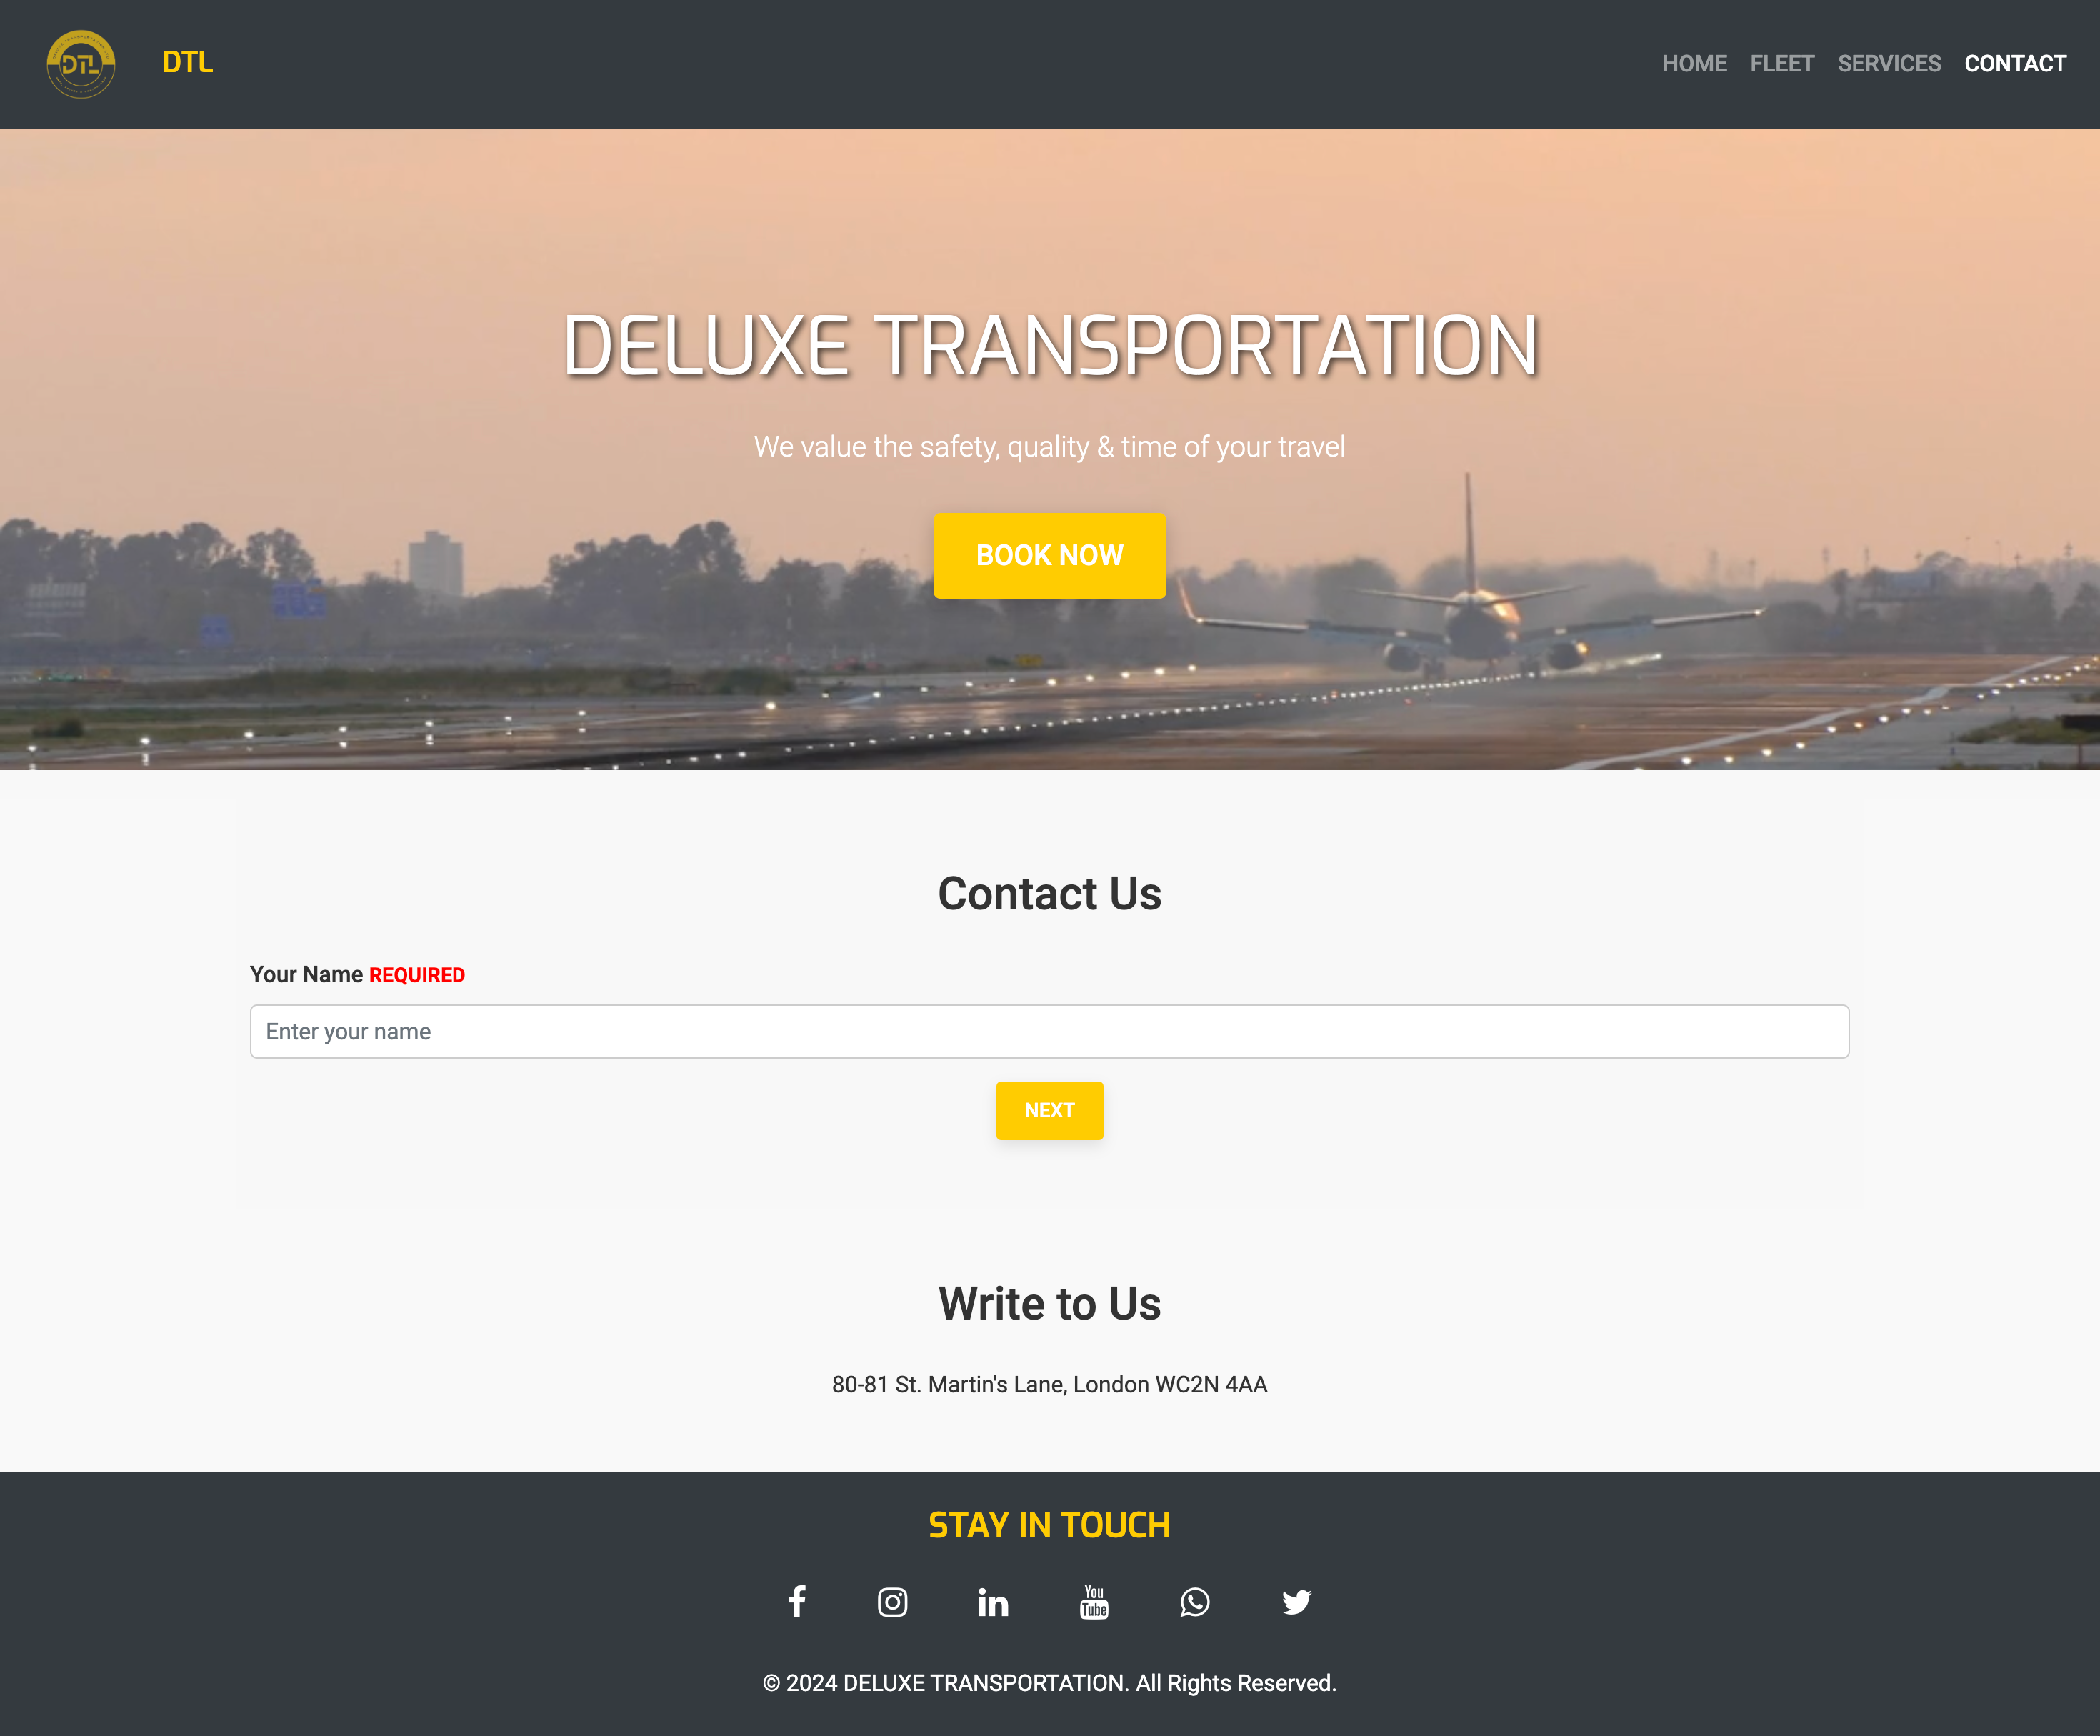 DTL
DTL
HOME FLEET SERVICES CONTACT
DELUXE TRANSPORTATION
We value the safety, quality & time of your travel
BOOK NOW
Contact Us
Your Name REQUIRED
Enter your name
NEXT
Write to Us
80-81 St. Martin's Lane, London WC2N 4AA
STAY IN TOUCH
You
Tube
© 2024 DELUXE TRANSPORTATION. All Rights Reserved.